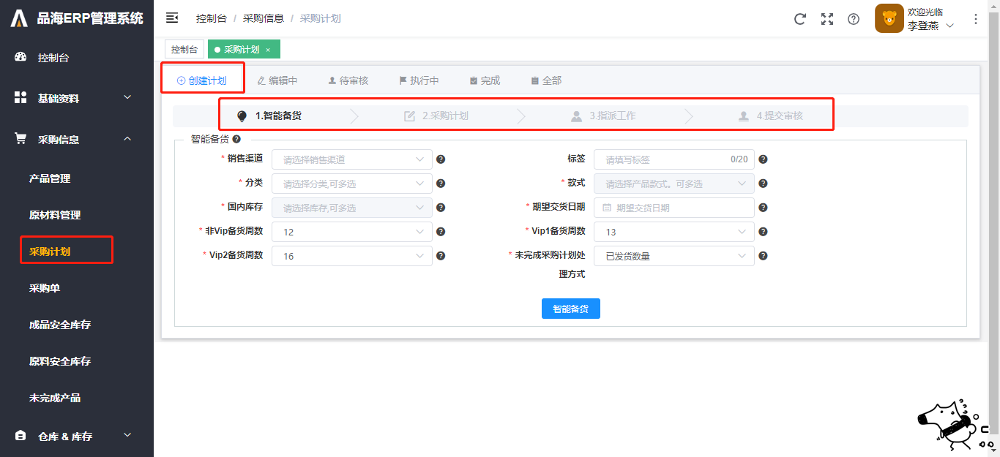 品海ERP管理系统
控制台 / 采购信息 / 采购计划
欢迎光临
李登燕
控制台
采购计划 ×
控制台
基础资料
采购信息
产品管理
原材料管理
采购计划
采购单
成品安全库存
原料安全库存
未完成产品
仓库 & 库存
创建计划 编辑中 待审核 执行中 完成 全部
1.智能备货 2.采购计划 3.指派工作 4.提交审核
智能备货
* 销售渠道 请选择销售渠道 标签 请填写标签 0/20
* 分类 请选择分类,可多选 * 款式 请选择产品款式。可多选
* 国内库存 请选择库存,可多选 * 期望交货日期 期望交货日期
* 非Vip备货周数 12 * Vip1备货周数 13
* Vip2备货周数 16 * 未完成采购计划处理方式 已发货数量
智能备货